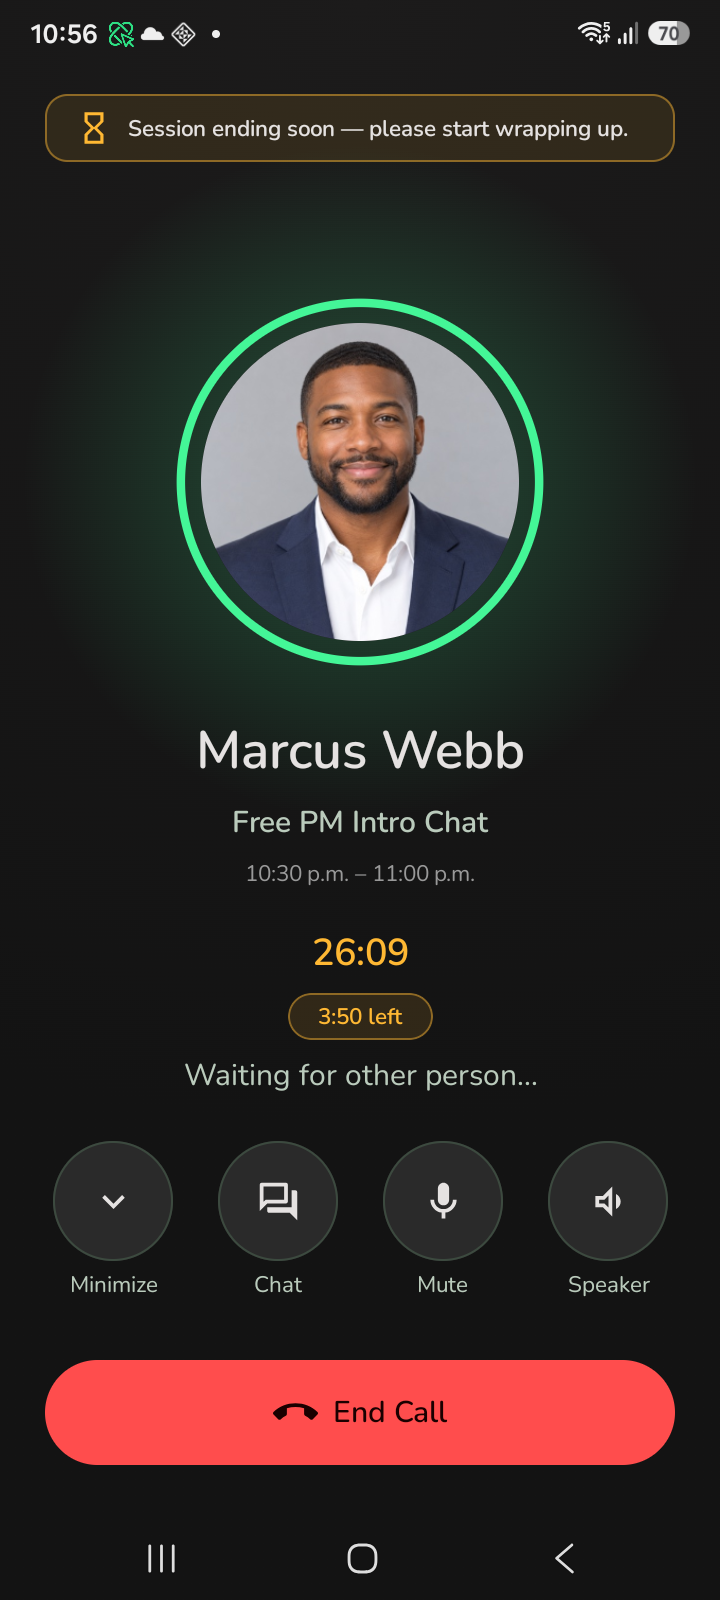 10:56
5
70
Session ending soon — please start wrapping up.
Marcus Webb
Free PM Intro Chat
10:30 p.m. – 11:00 p.m.
26:09
3:50 left
Waiting for other person...
Minimize
Chat
Mute
Speaker
End Call